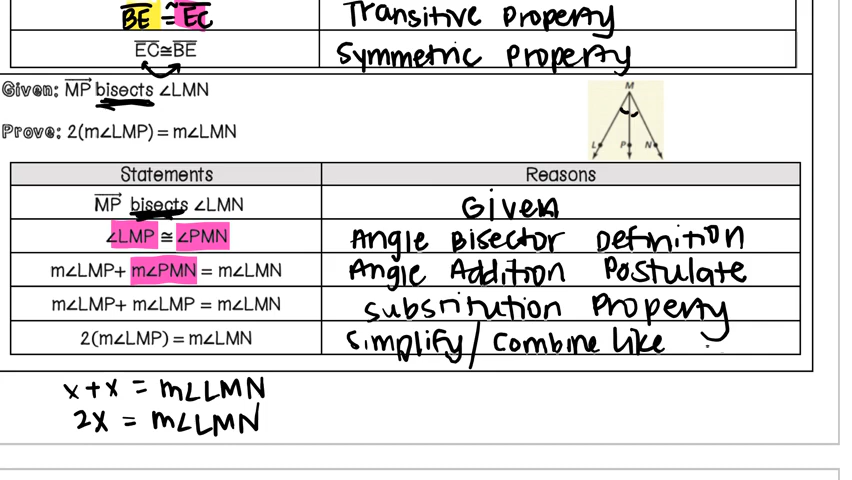 BE ≅ EC Transitive Property
EC≅BE Symmetric Property
Given: MP bisects ∠LMN
Prove: 2(m∠LMP) = m∠LMN
M
L P N
Statements Reasons
MP bisects ∠LMN Given
∠LMP ≅ ∠PMN Angle Bisector Definition
m∠LMP+ m∠PMN = m∠LMN Angle Addition Postulate
m∠LMP+ m∠LMP = m∠LMN Substitution Property
2(m∠LMP) = m∠LMN Simplify/Combine like
x+x = m∠LMN
2x = m∠LMN